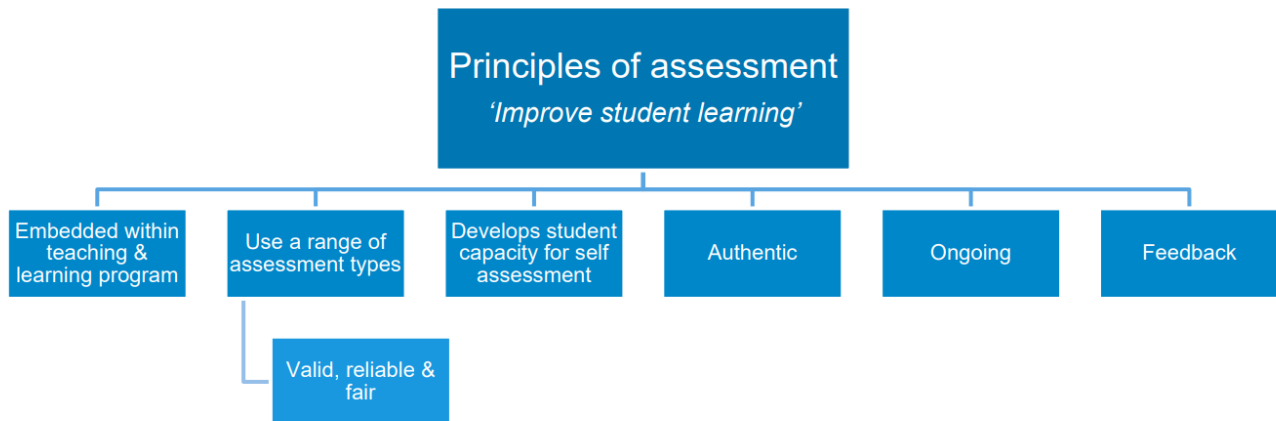 Principles of assessment
‘Improve student learning’
Embedded within
teaching &
learning program
Use a range of
assessment types
Develops student
capacity for self
assessment
Authentic
Ongoing
Feedback
Valid, reliable &
fair